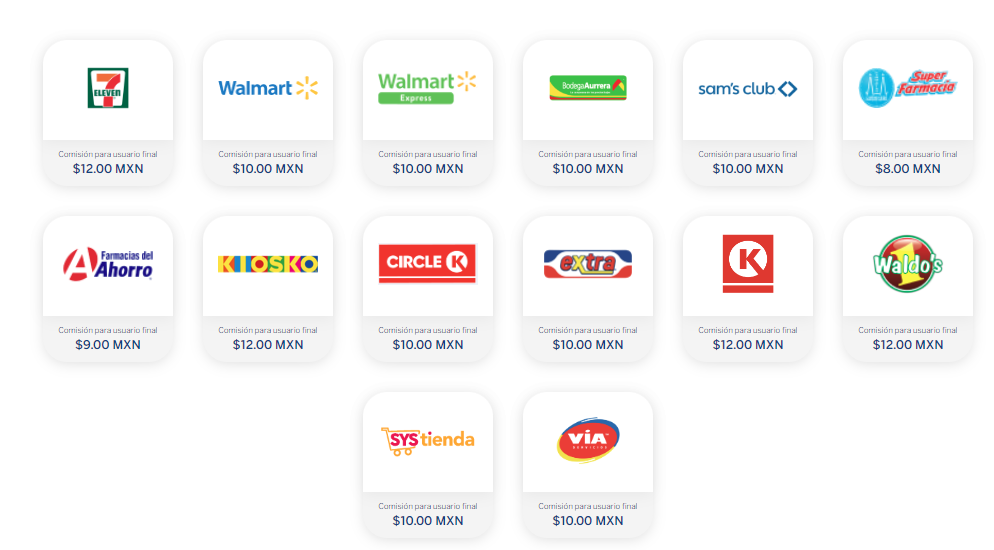 7 ELEVEN
Walmart
Walmart
Express
BodegaAurrera
sam's club
Super
Farmacia
Comisión para usuario final
$12.00 MXN
Comisión para usuario final
$10.00 MXN
Comisión para usuario final
$10.00 MXN
Comisión para usuario final
$10.00 MXN
Comisión para usuario final
$10.00 MXN
Comisión para usuario final
$8.00 MXN
Farmacias del
Ahorro
KIOSKO
CIRCLE K
extra
K
Waldo's
Comisión para usuario final
$9.00 MXN
Comisión para usuario final
$12.00 MXN
Comisión para usuario final
$10.00 MXN
Comisión para usuario final
$10.00 MXN
Comisión para usuario final
$12.00 MXN
Comisión para usuario final
$12.00 MXN
SYStienda
VIA
SERVICIOS
Comisión para usuario final
$10.00 MXN
Comisión para usuario final
$10.00 MXN